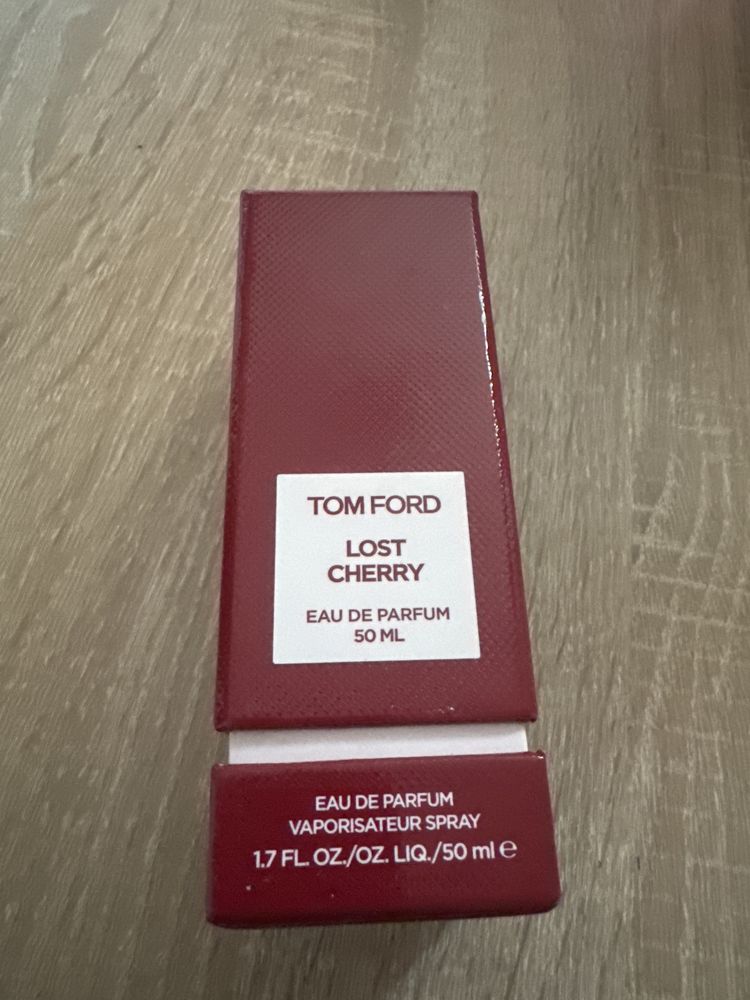 TOM FORD
LOST
CHERRY
EAU DE PARFUM
50 ML
EAU DE PARFUM
VAPORISATEUR SPRAY
1.7 FL. OZ./OZ. LIQ./50 ml ℮